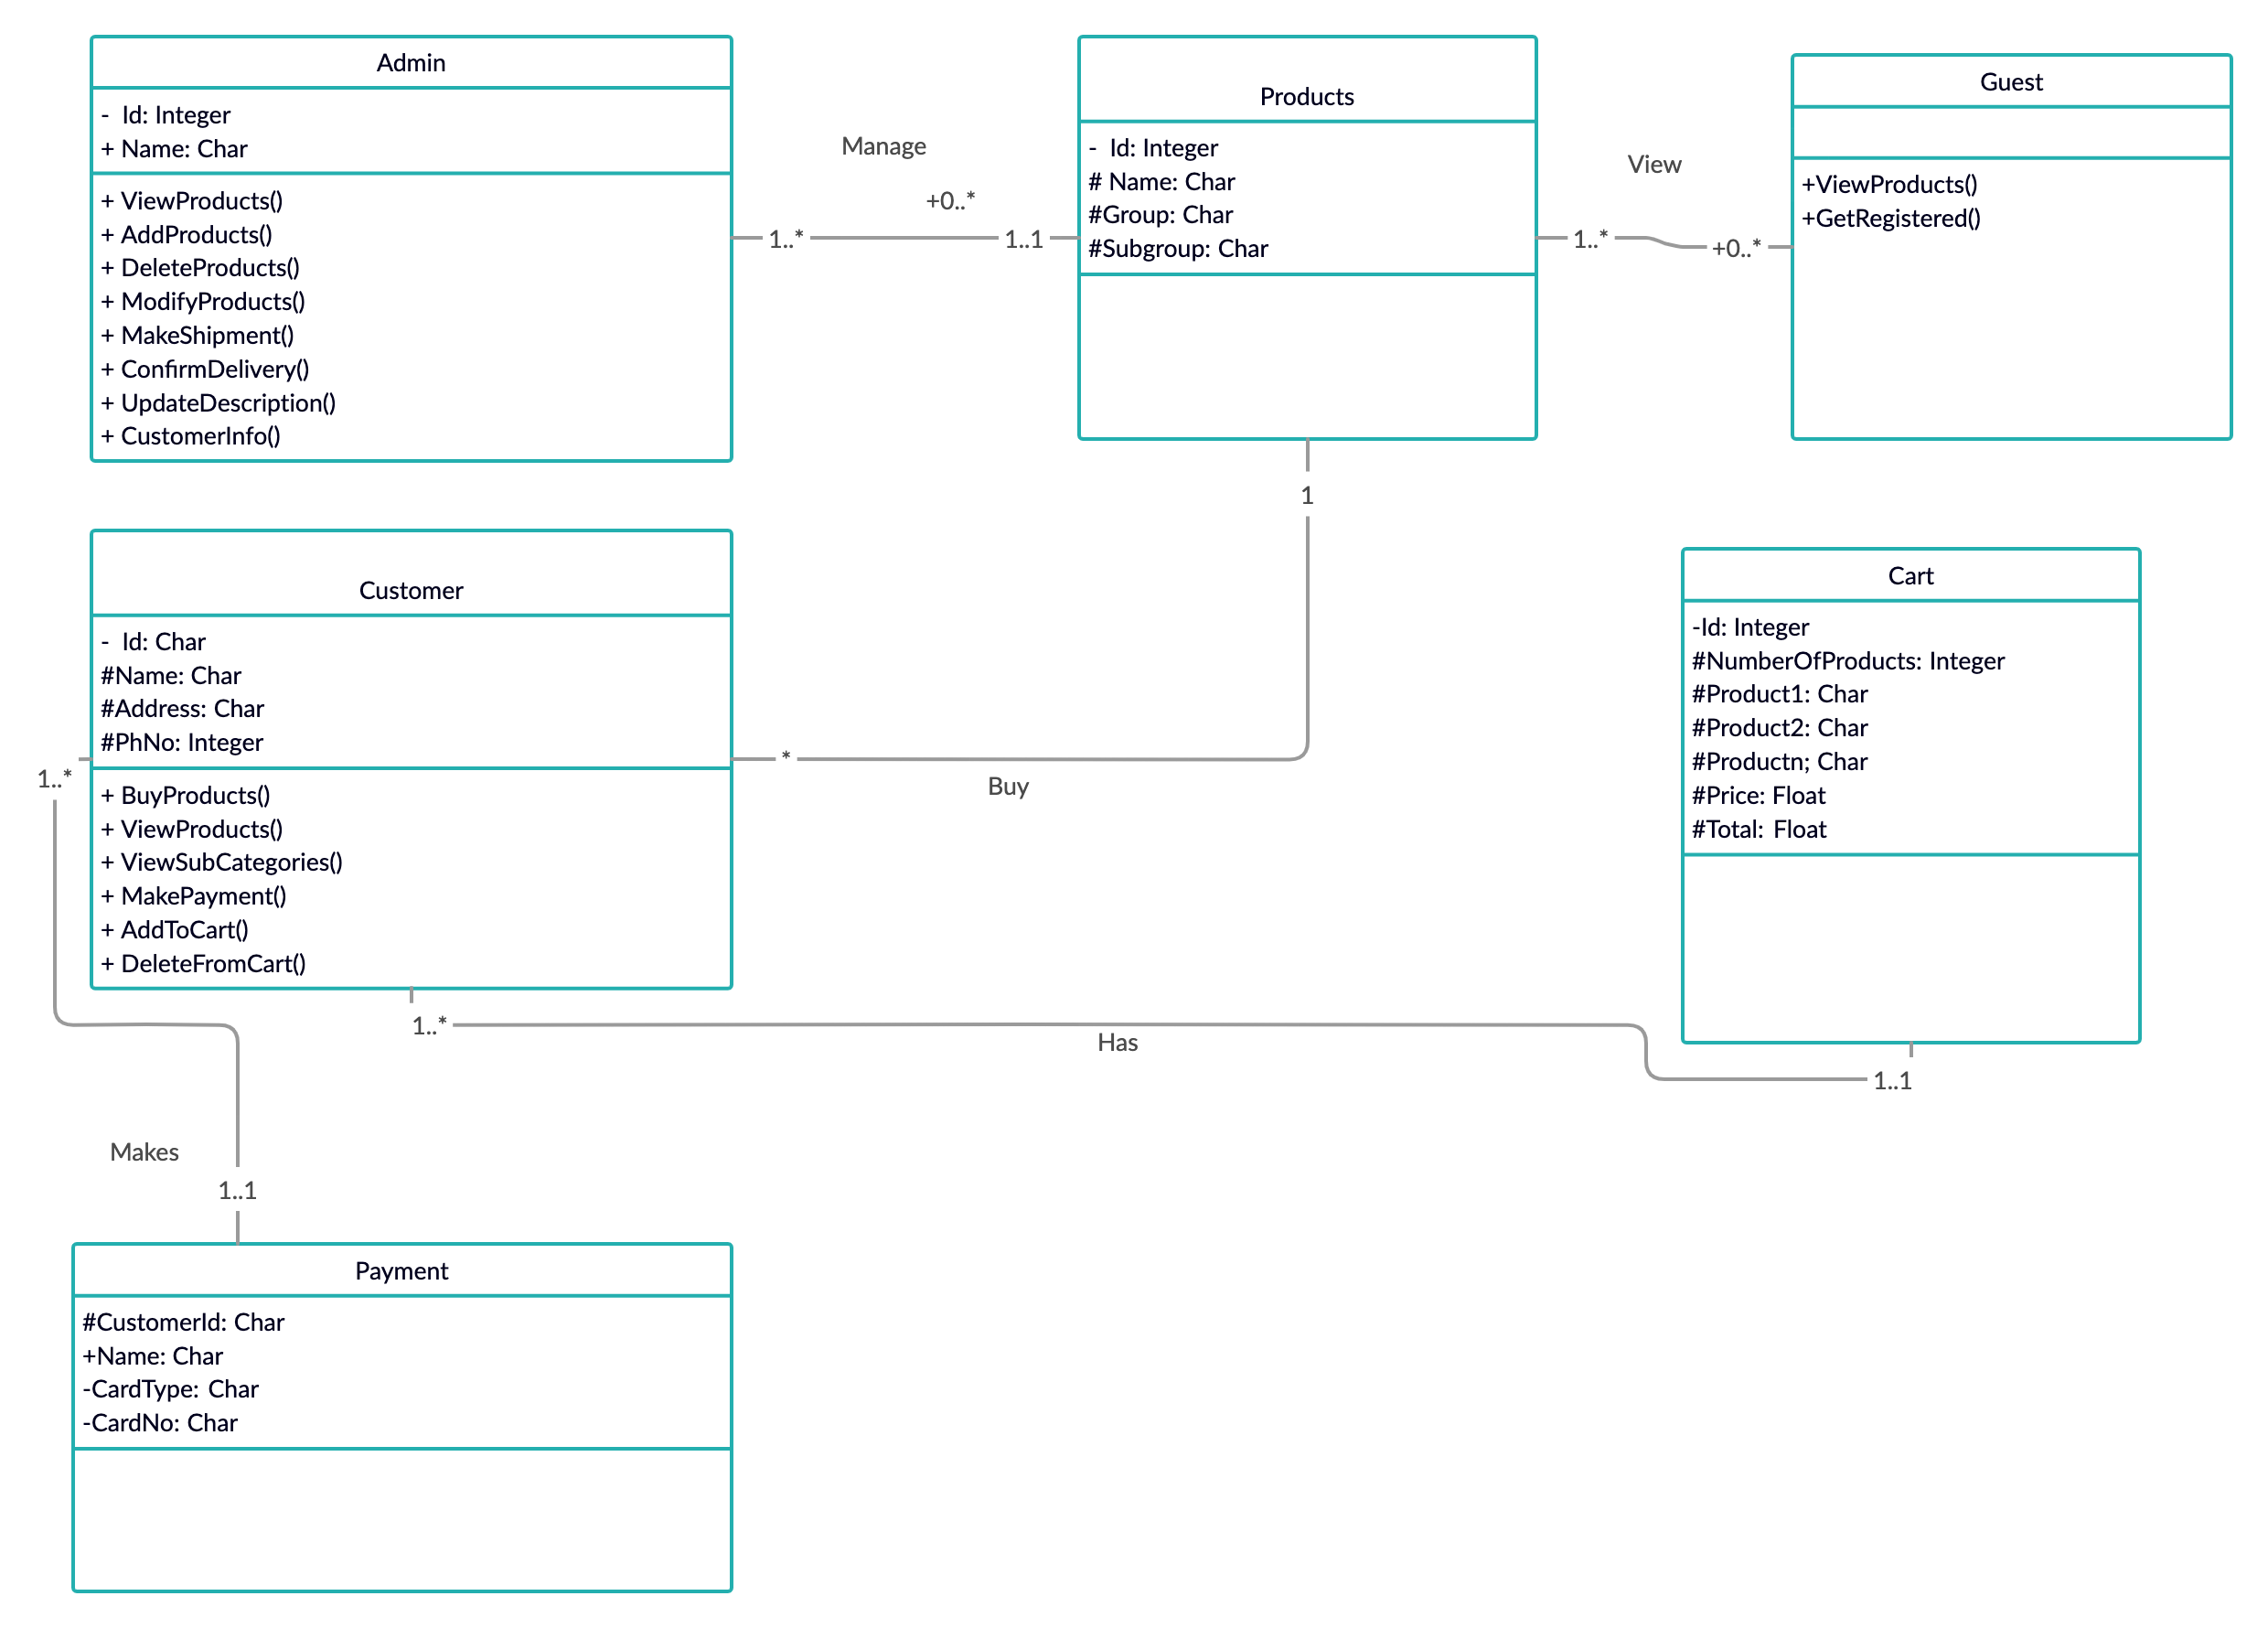 Admin
- Id: Integer
+ Name: Char
+ ViewProducts()
+ AddProducts()
+ DeleteProducts()
+ ModifyProducts()
+ MakeShipment()
+ ConfirmDelivery()
+ UpdateDescription()
+ CustomerInfo()
Manage
+0..*
1..*
1..1
Products
- Id: Integer
# Name: Char
#Group: Char
#Subgroup: Char
View
1..*
+0..*
Guest
+ViewProducts()
+GetRegistered()
1
Customer
- Id: Char
#Name: Char
#Address: Char
#PhNo: Integer
+ BuyProducts()
+ ViewProducts()
+ ViewSubCategories()
+ MakePayment()
+ AddToCart()
+ DeleteFromCart()
1..*
*
Buy
Cart
-Id: Integer
#NumberOfProducts: Integer
#Product1: Char
#Product2: Char
#Productn; Char
#Price: Float
#Total: Float
1..*
Has
1..1
Makes
1..1
Payment
#CustomerId: Char
+Name: Char
-CardType: Char
-CardNo: Char